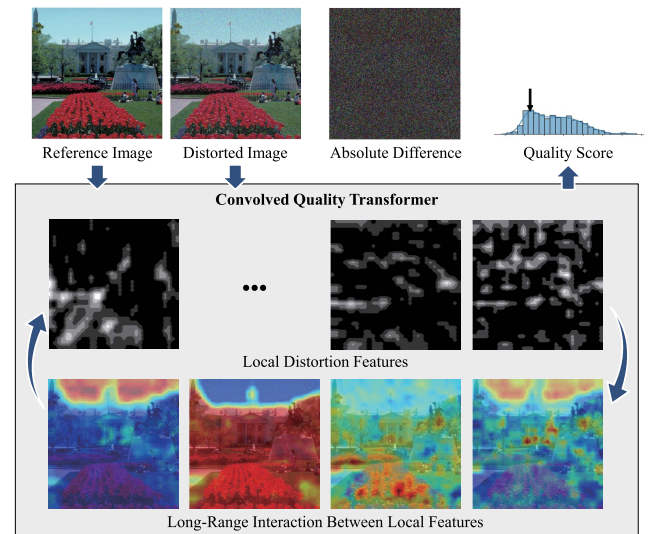 Reference Image
Distorted Image
Absolute Difference
Quality Score
Convolved Quality Transformer
Local Distortion Features
Long-Range Interaction Between Local Features